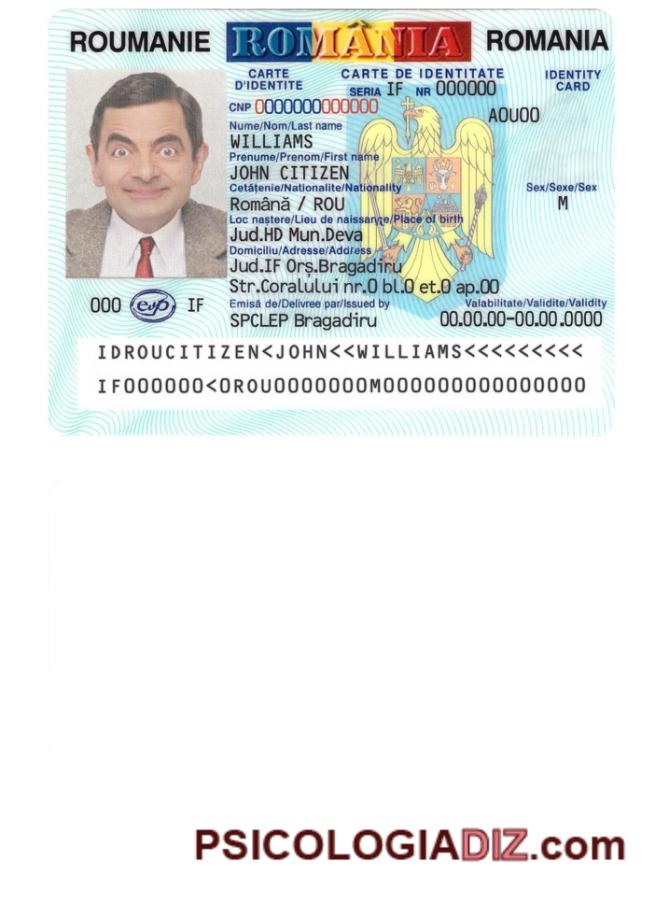 ROUMANIE ROMÂNIA ROMANIA
CARTE D'IDENTITE CARTE DE IDENTITATE IDENTITY CARD
SERIA IF NR 000000
CNP 0000000000000
A0U00
Nume/Nom/Last name
WILLIAMS
Prenume/Prenom/First name
JOHN CITIZEN
Cetățenie/Nationalite/Nationality
Română / ROU
Sex/Sexe/Sex
M
Loc naștere/Lieu de naissance/Place of birth
Jud.HD Mun.Deva
Domiciliu/Adresse/Address
Jud.IF Orș.Bragadiru
Str.Coralului nr.0 bl.0 et.0 ap.00
Emisă de/Delivree par/Issued by
SPCLEP Bragadiru
Valabilitate/Validite/Validity
00.00.00-00.00.0000
000 evp IF
IDROUCITIZEN<JOHN<<WILLIAMS<<<<<<<<<
IF000000<0ROU0000000M000000000000000
PSICOLOGIADIZ.com